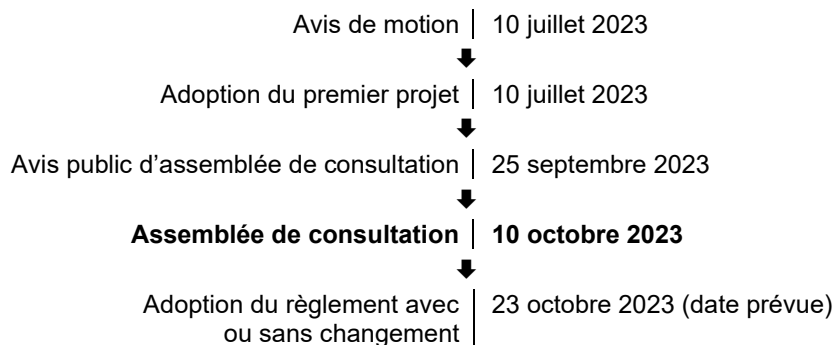 Avis de motion 10 juillet 2023
Adoption du premier projet 10 juillet 2023
Avis public d’assemblée de consultation 25 septembre 2023
Assemblée de consultation 10 octobre 2023
Adoption du règlement avec 23 octobre 2023 (date prévue)
ou sans changement